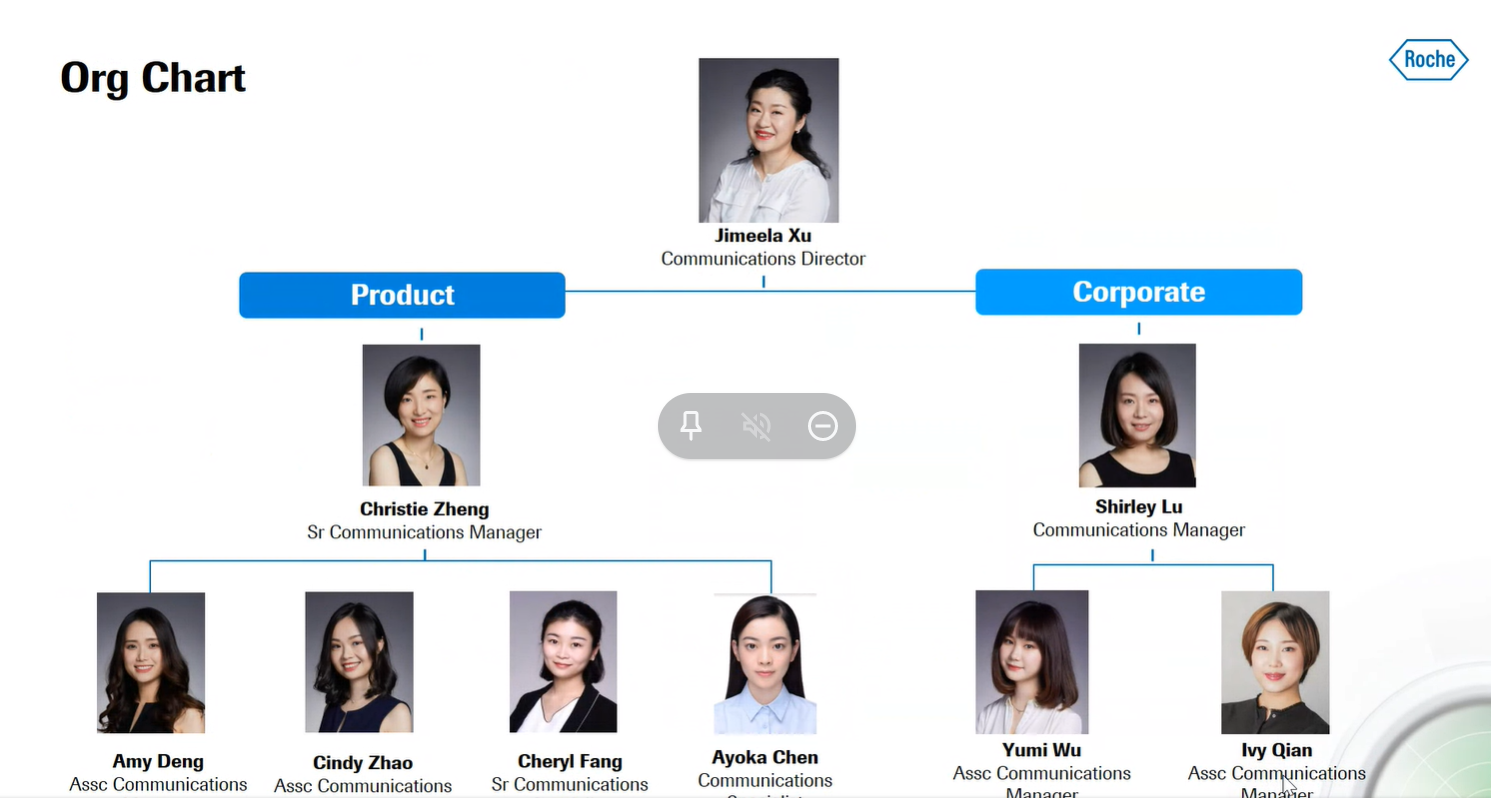 Org Chart
Roche
Jimeela Xu
Communications Director
Product
Corporate
Christie Zheng
Sr Communications Manager
Shirley Lu
Communications Manager
Amy Deng
Assc Communications
Cindy Zhao
Assc Communications
Cheryl Fang
Sr Communications
Ayoka Chen
Communications
Yumi Wu
Assc Communications
Manager
Ivy Qian
Assc Communications
Manager